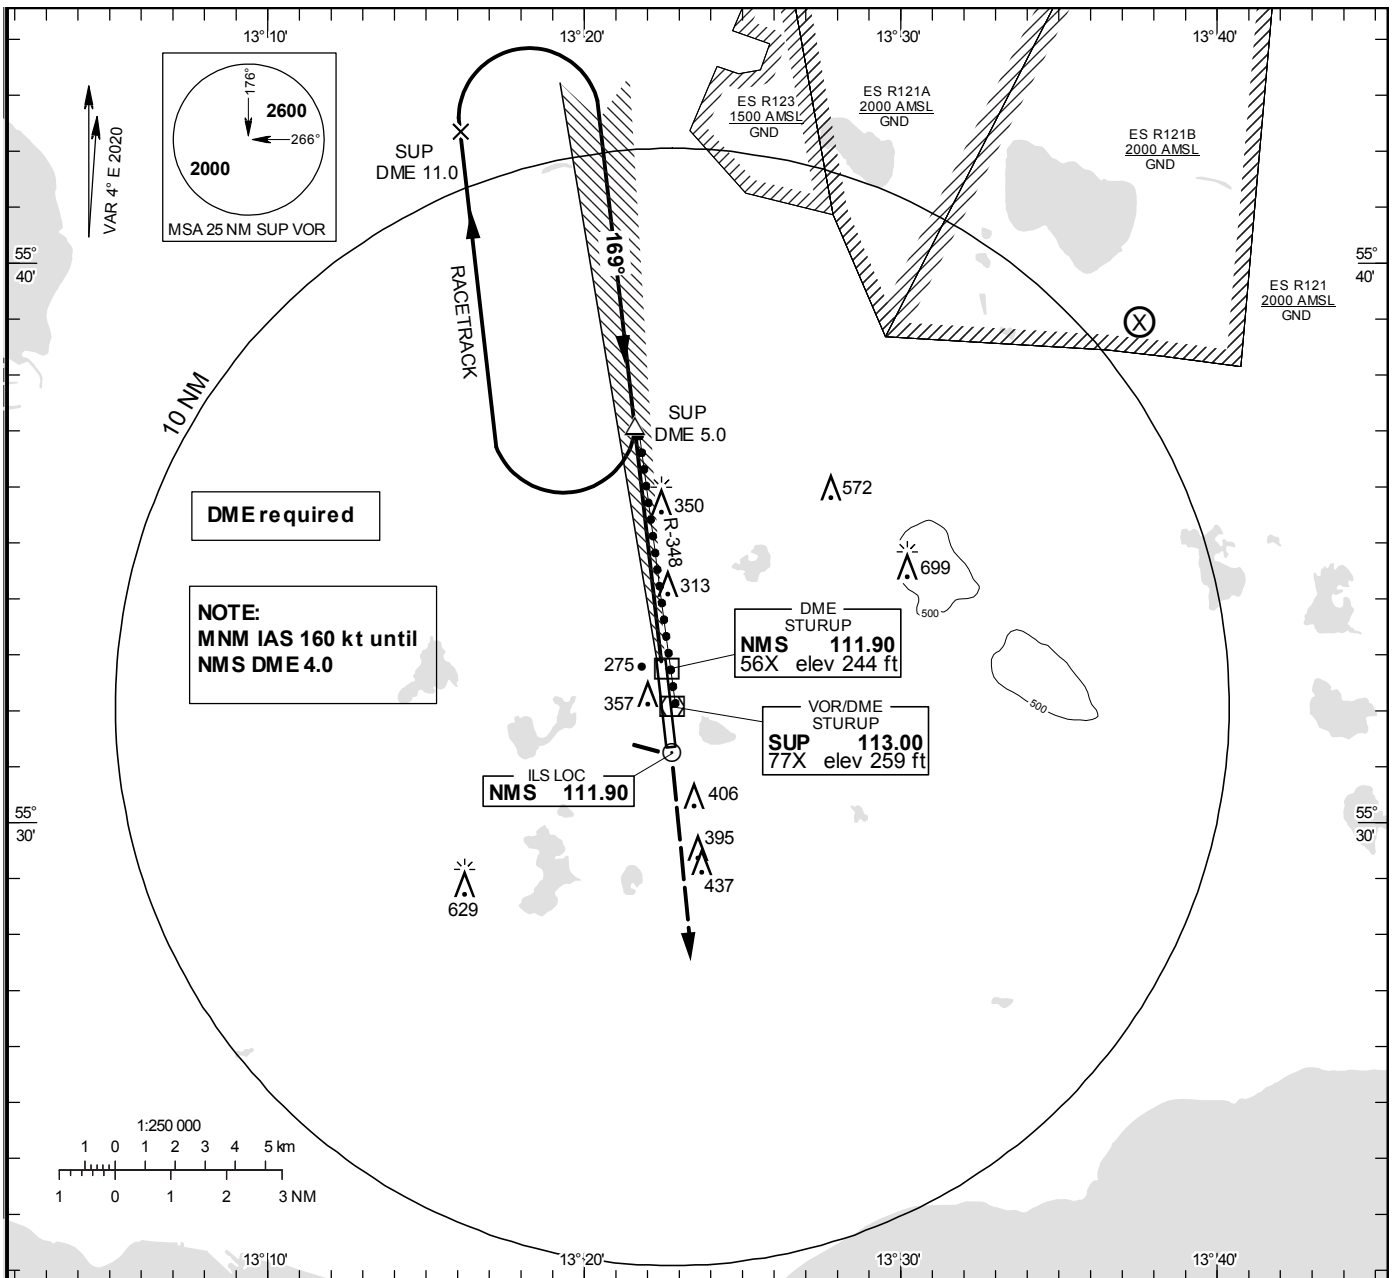 13°10'
13°20'
13°30'
13°40'
VAR 4° E 2020
176°
2600
266°
2000
MSA 25 NM SUP VOR
SUP
DME 11.0
ES R123
1500 AMSL
GND
ES R121A
2000 AMSL
GND
ES R121B
2000 AMSL
GND
55°
40'
55°
40'
169°
RACETRACK
ES R121
2000 AMSL
GND
X
10 NM
SUP
DME 5.0
DME required
350
572
R-348
699
313
500
NOTE:
MNM IAS 160 kt until
NMS DME 4.0
DME
STURUP
NMS 111.90
56X elev 244 ft
275
357
500
VOR/DME
STURUP
SUP 113.00
77X elev 259 ft
ILS LOC
NMS 111.90
406
395
437
55°
30'
55°
30'
629
1:250 000
1 0 1 2 3 4 5 km
1 0 1 2 3 NM
13°10'
13°20'
13°30'
13°40'